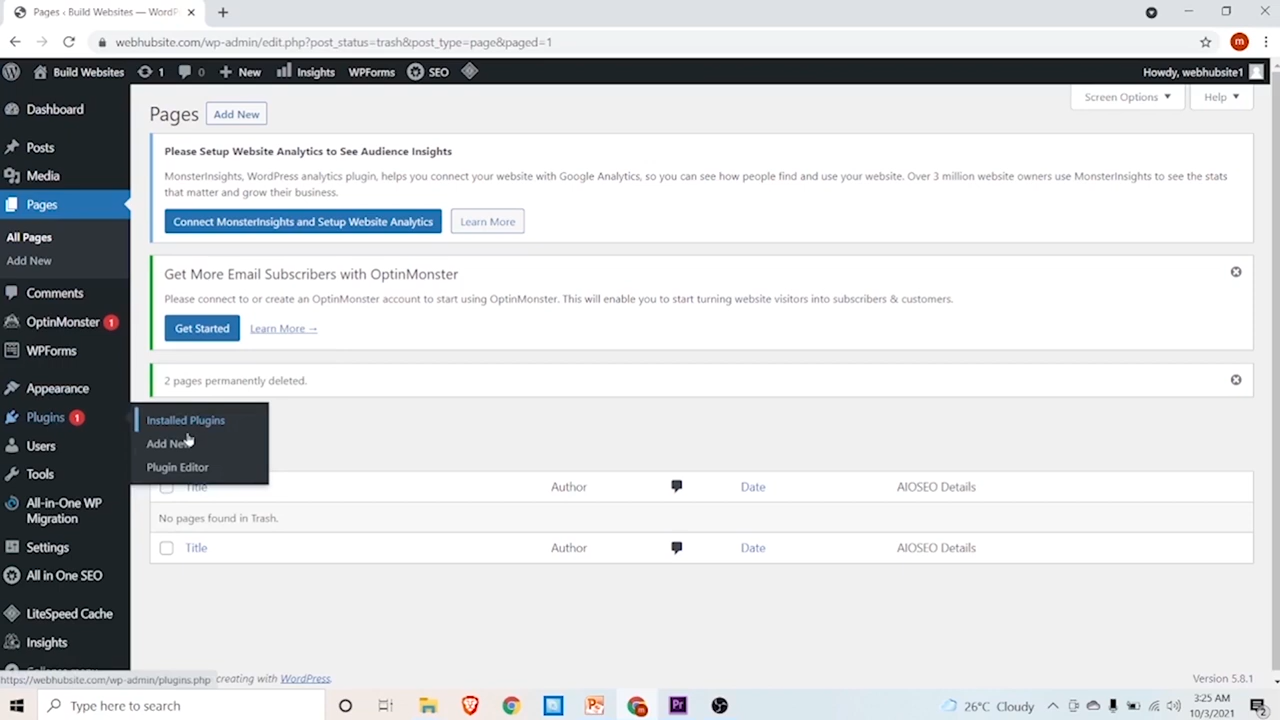 Pages ‹ Build Websites — WordP
webhubsite.com/wp-admin/edit.php?post_status=trash&post_type=page&paged=1
m
Build Websites 1 0 New Insights WPForms SEO Howdy, webhubsite1
Dashboard
Posts
Media
Pages
All Pages
Add New
Comments
OptinMonster 1
WPForms
Appearance
Plugins 1
Installed Plugins
Add New
Plugin Editor
Users
Tools
All-in-One WP
Migration
Settings
All in One SEO
LiteSpeed Cache
Insights
Collapse menu
Pages Add New Screen Options Help
Please Setup Website Analytics to See Audience Insights
MonsterInsights, WordPress analytics plugin, helps you connect your website with Google Analytics, so you can see how people find and use your website. Over 3 million website owners use MonsterInsights to see the stats
that matter and grow their business.
Connect MonsterInsights and Setup Website Analytics Learn More
Get More Email Subscribers with OptinMonster
Please connect to or create an OptinMonster account to start using OptinMonster. This will enable you to start turning website visitors into subscribers & customers.
Get Started Learn More →
2 pages permanently deleted.
Title Author Date AIOSEO Details
No pages found in Trash.
Title Author Date AIOSEO Details
https://webhubsite.com/wp-admin/plugins.php creating with WordPress. Version 5.8.1
Type here to search
26°C Cloudy
3:25 AM
10/3/2021
2